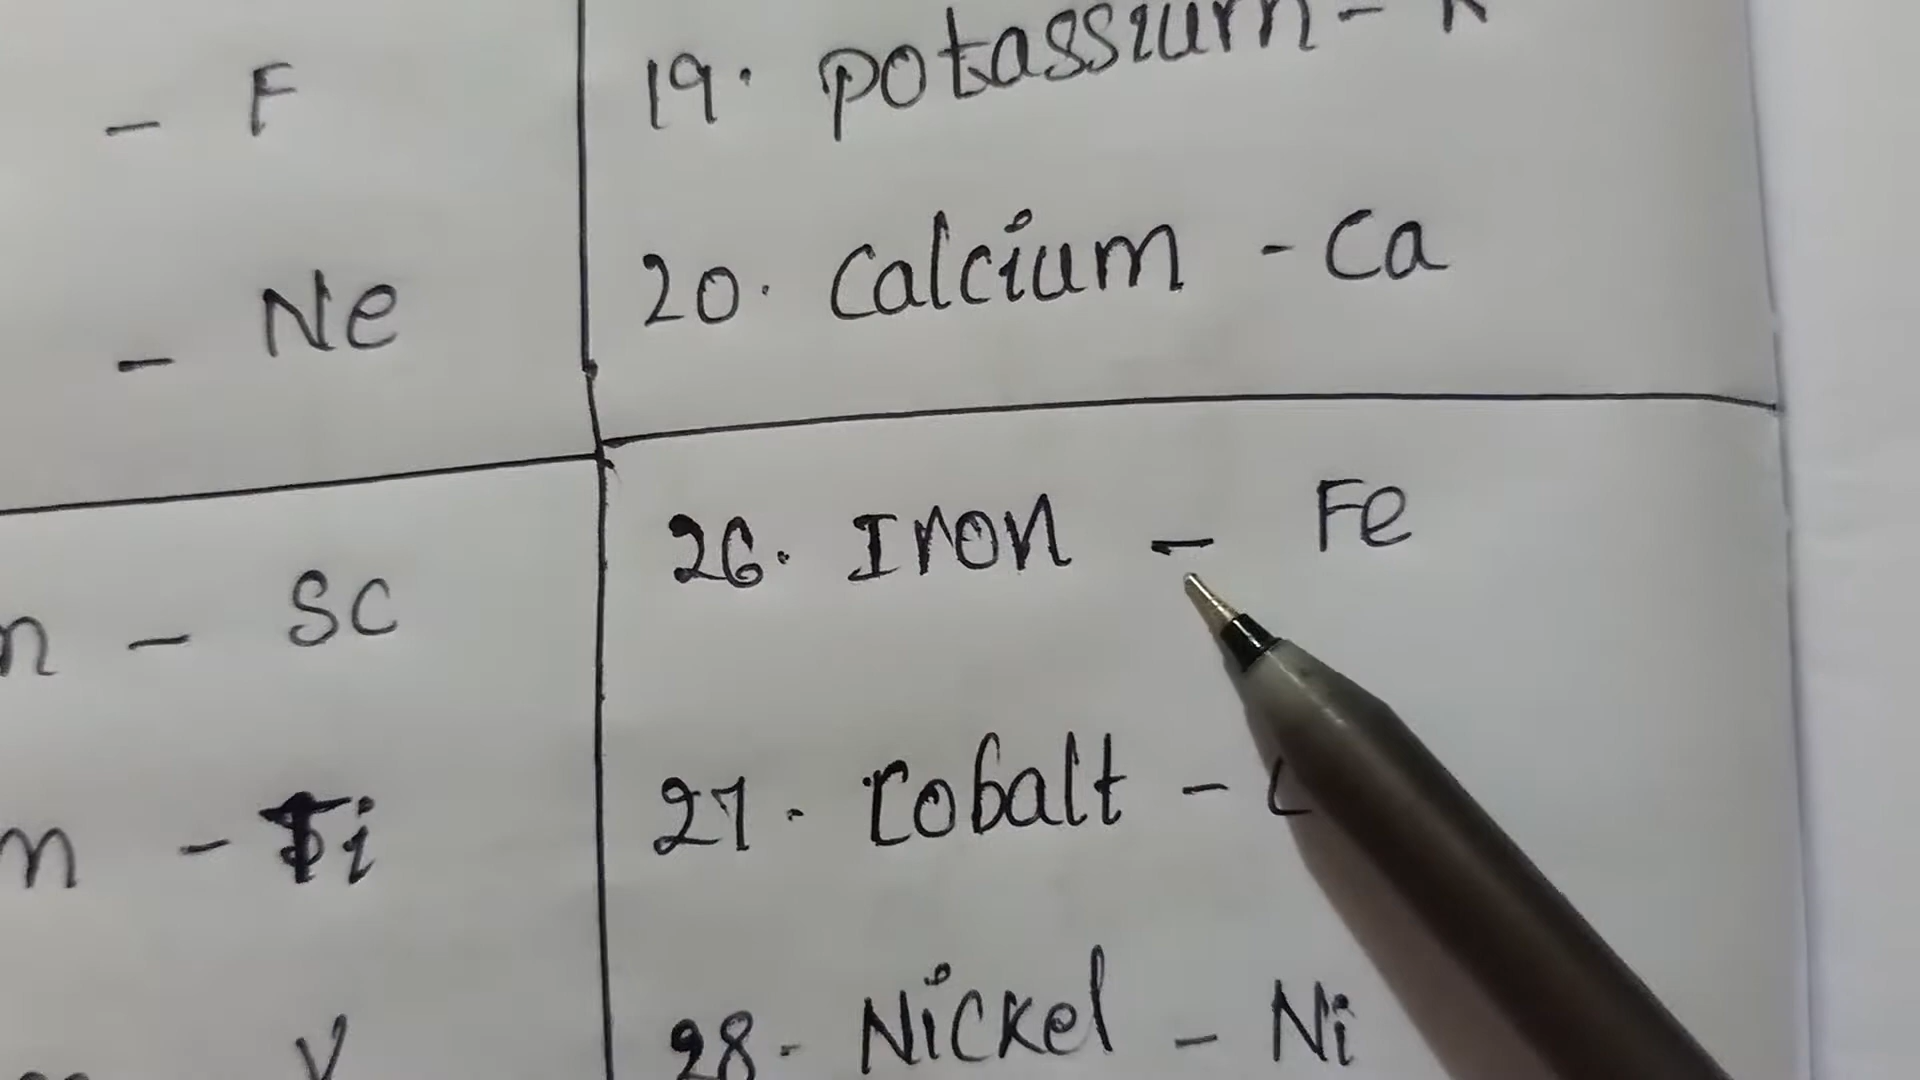 - F
- Ne
- SC
- Ti
V
19. Potassium -
20. Calcium - Ca
26. Iron - Fe
27. Cobalt -
28. Nickel - Ni